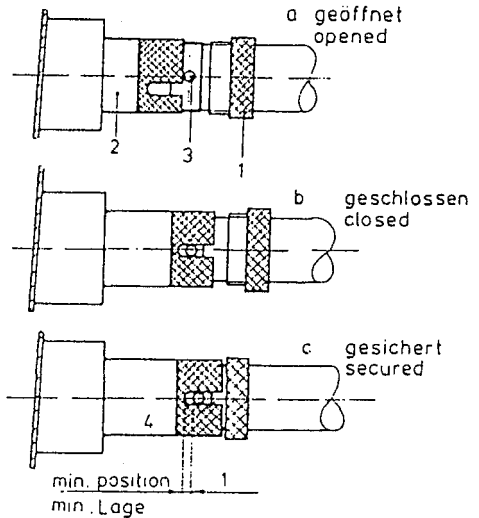 a geöffnet
opened
2
3
1
b geschlossen
closed
c gesichert
secured
4
min. position 1
min. Lage